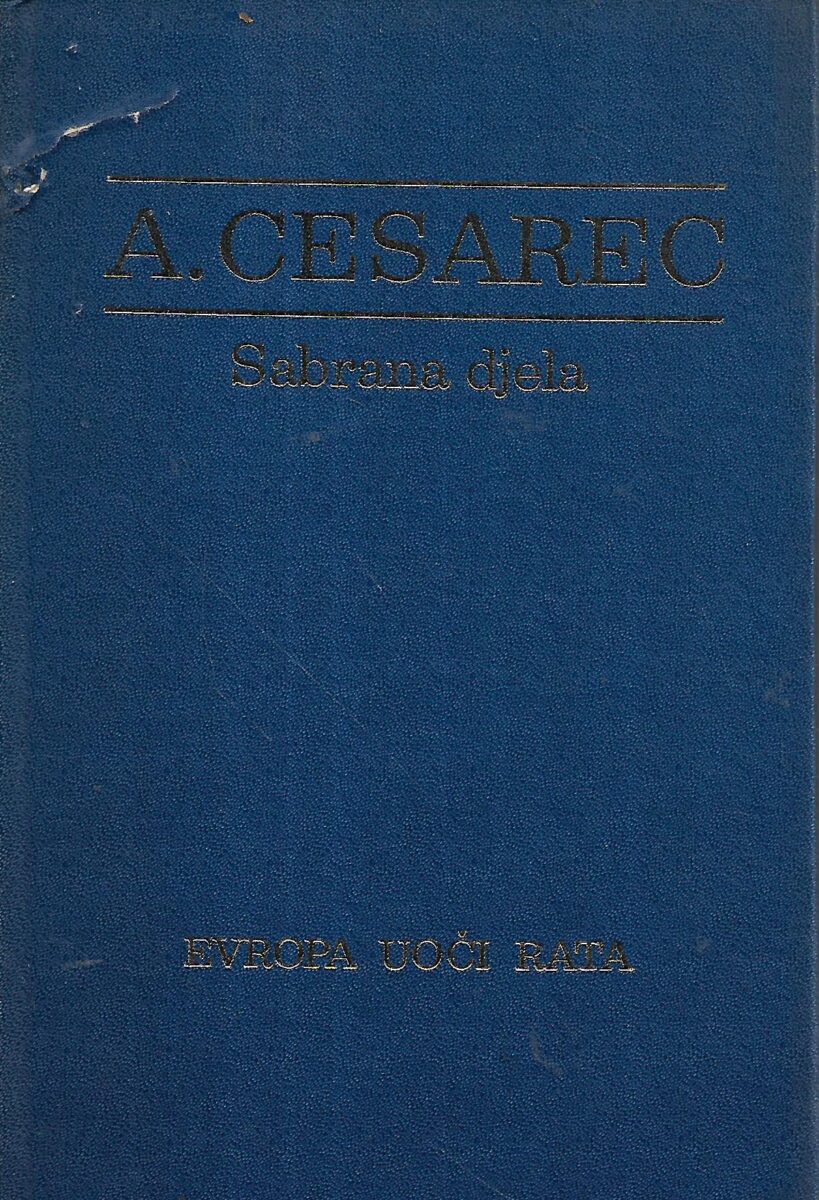 A. CESAREC
Sabrana djela
EVROPA UOČI RATA